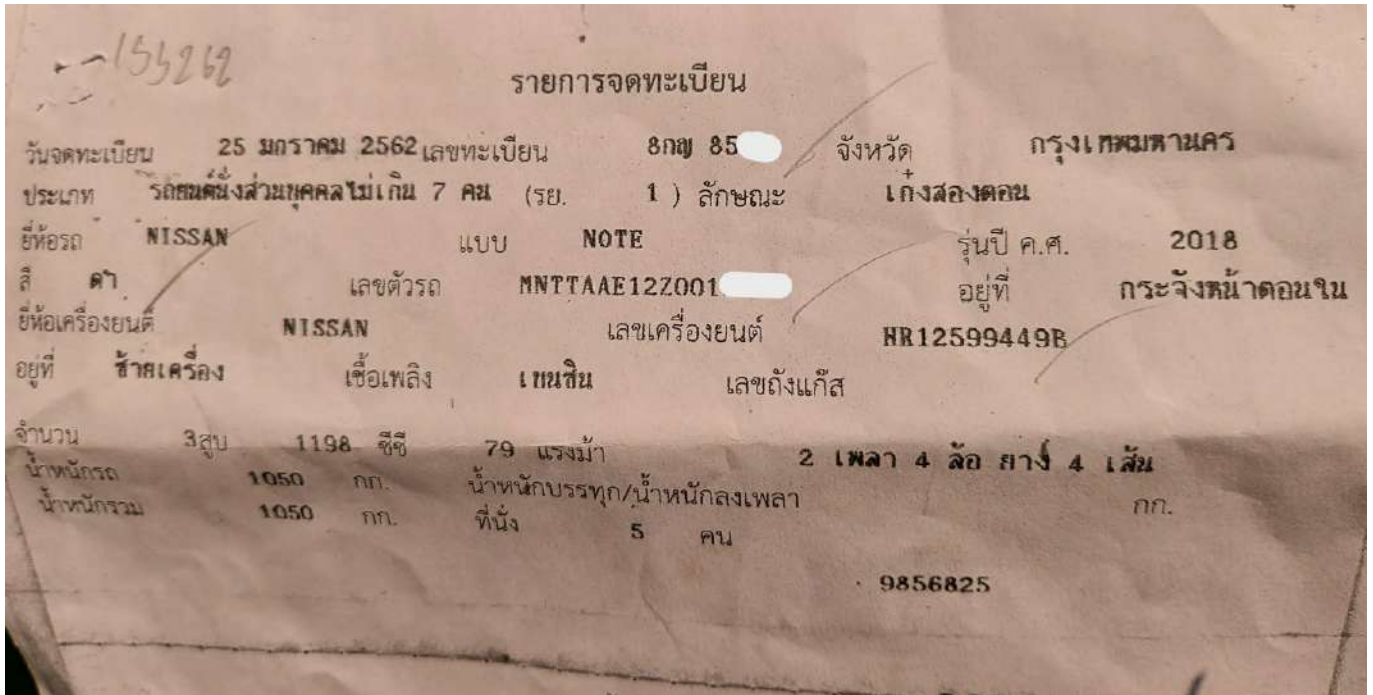 155262
รายการจดทะเบียน
วันจดทะเบียน 25 มกราคม 2562 เลขทะเบียน 8กญ 85 จังหวัด กรุงเทพมหานคร
ประเภท รถยนต์นั่งส่วนบุคคลไม่เกิน 7 คน (รย. 1 ) ลักษณะ เก๋งสองตอน
ยี่ห้อรถ NISSAN แบบ NOTE รุ่นปี ค.ศ. 2018
สี ดำ เลขตัวรถ MNTTAAE12Z001 อยู่ที่ กระจังหน้าตอนใน
ยี่ห้อเครื่องยนต์ NISSAN เลขเครื่องยนต์ HR12599449B
อยู่ที่ ซ้ายเครื่อง เชื้อเพลิง เบนซิน เลขถังแก๊ส
จำนวน 3สูบ 1198 ซีซี 79 แรงม้า 2 เพลา 4 ล้อ ยาง 4 เส้น
น้ำหนักรถ 1050 กก. น้ำหนักบรรทุก/น้ำหนักลงเพลา กก.
น้ำหนักรวม 1050 กก. ที่นั่ง 5 คน
9856825